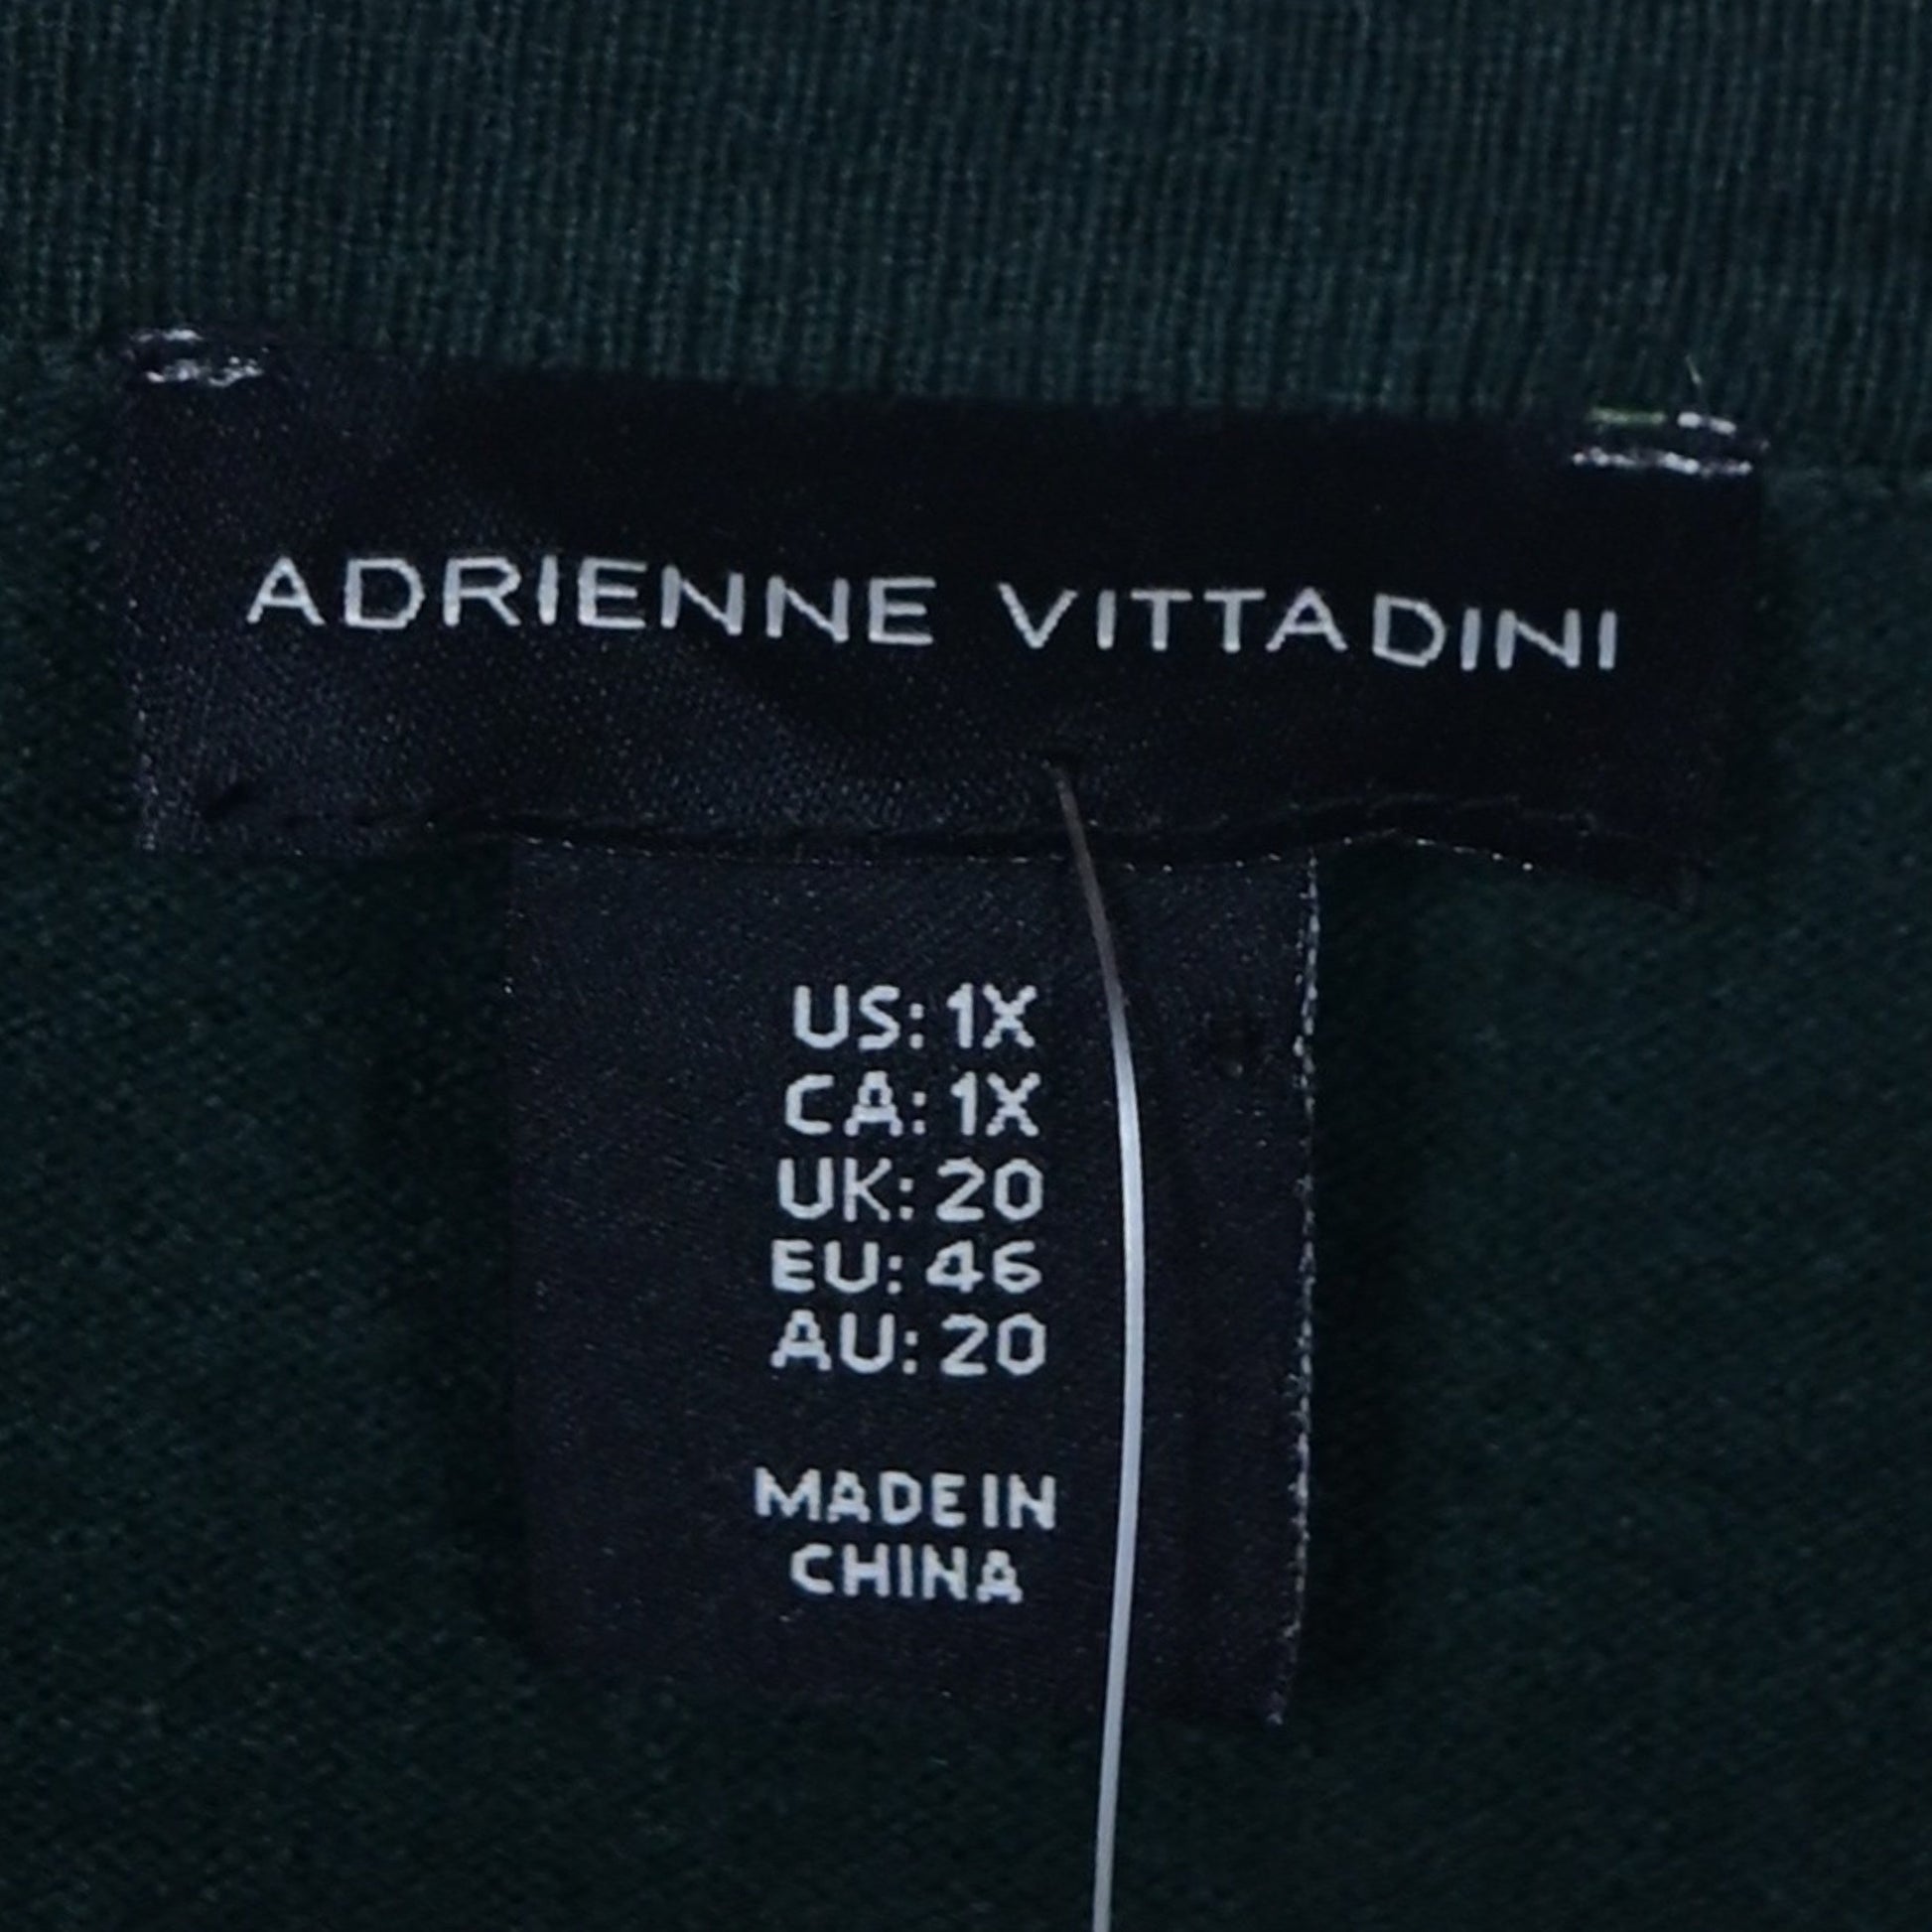 ADRIENNE VITTADINI
US: 1X
CA: 1X
UK: 20
EU: 46
AU: 20
MADE IN
CHINA